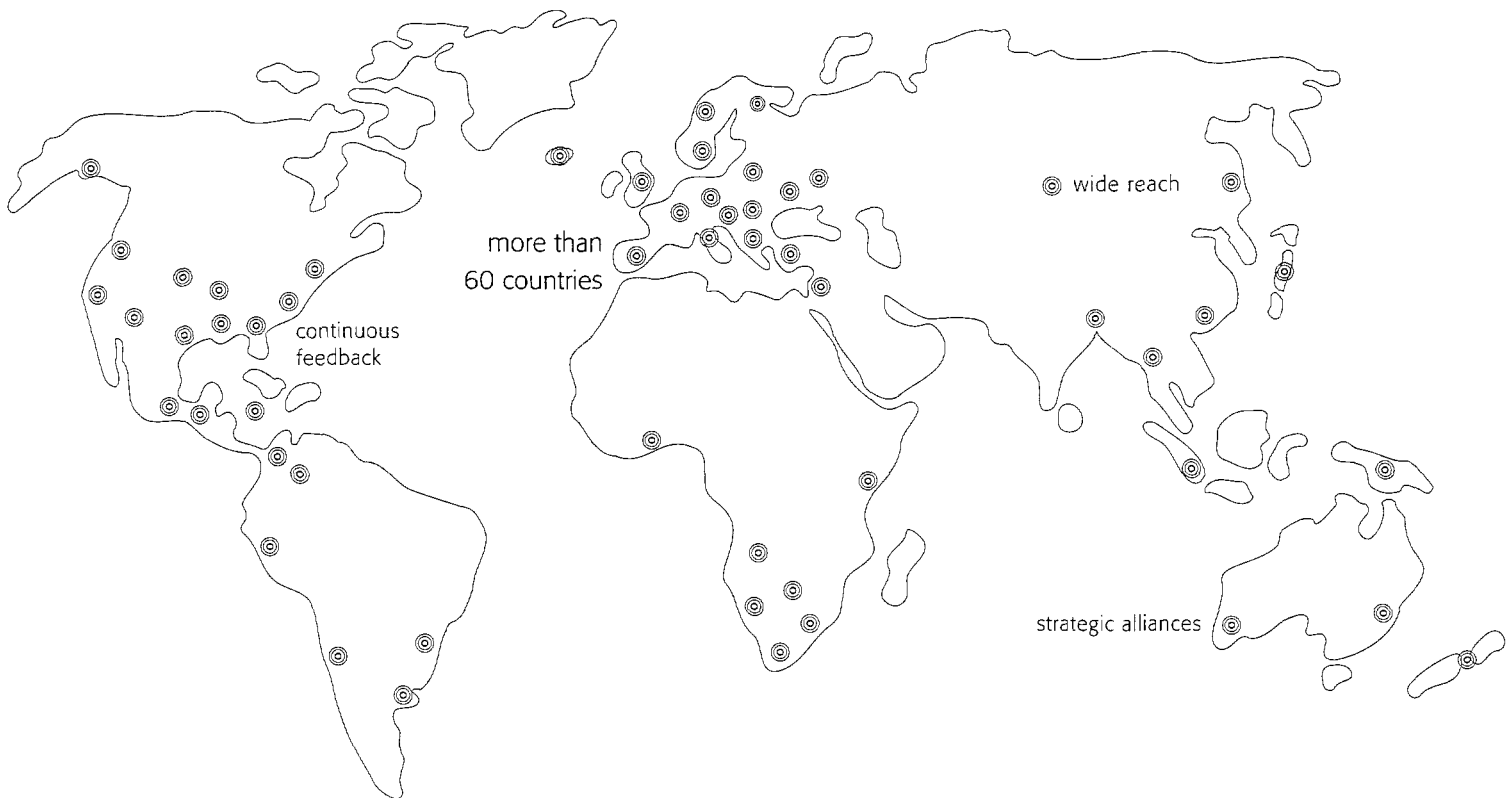 wide reach
more than
60 countries
continuous
feedback
strategic alliances